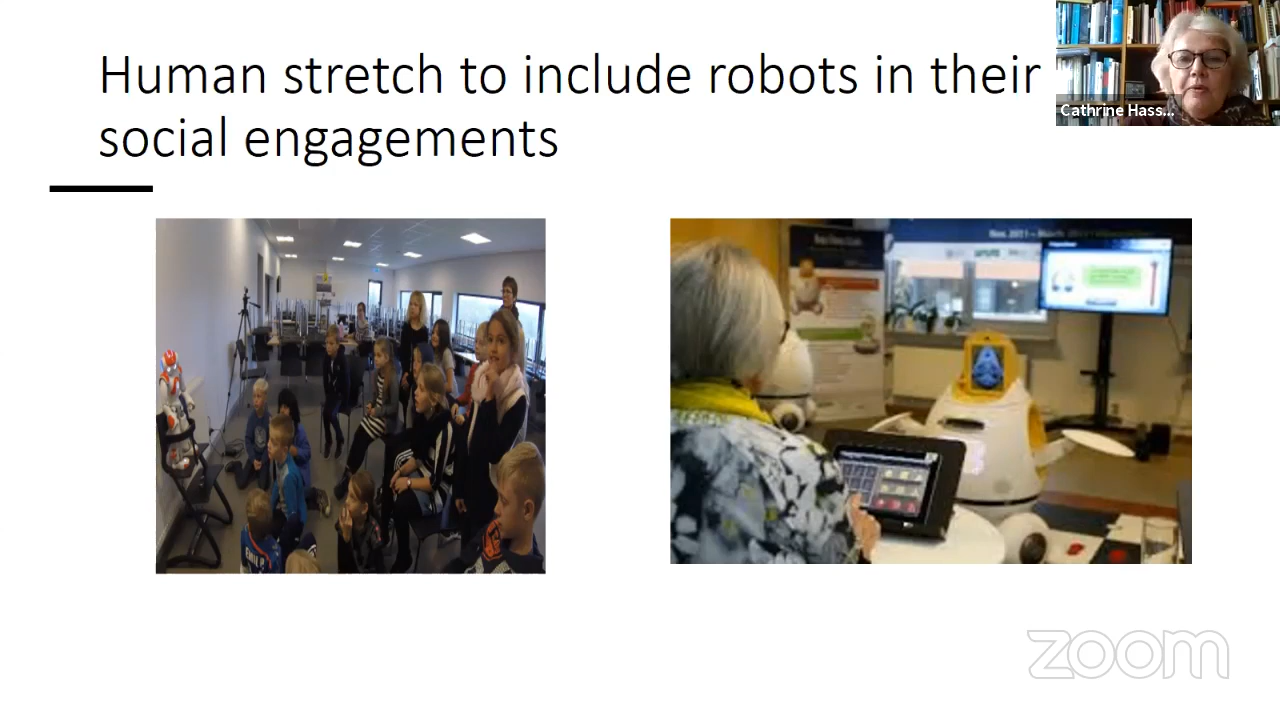 Human stretch to include robots in their
social engagements
Cathrine Hass...
zoom